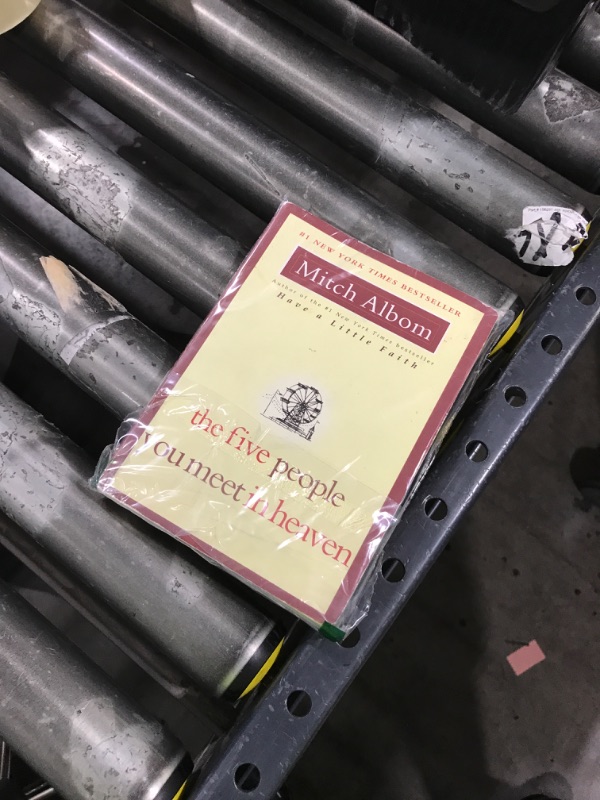 #1 NEW YORK TIMES BESTSELLER
Mitch Albom
Author of the #1 New York Times bestseller
Have a Little Faith
the five people
you meet in heaven